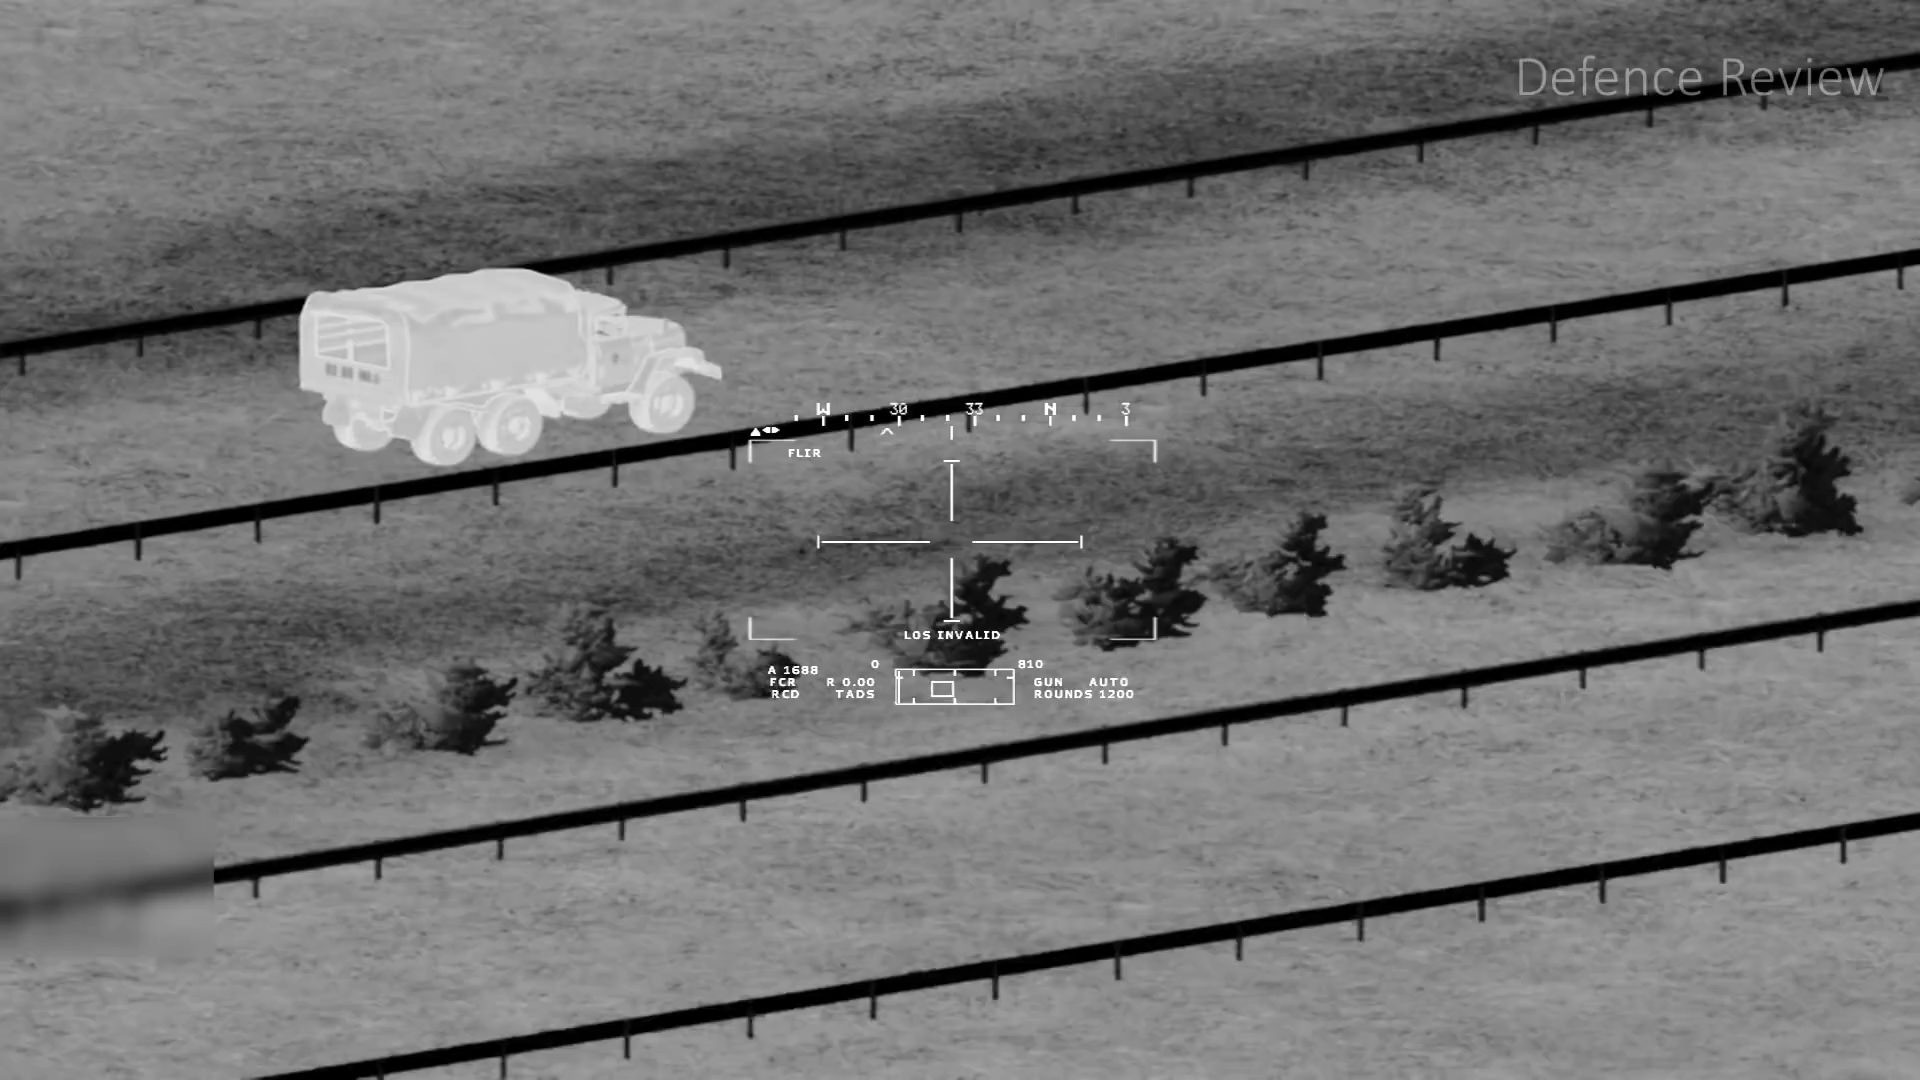 Defence Review
W 30 33 N 3
FLIR
LOS INVALID
A 1688 0 810
FCR R 0.00 GUN AUTO
RCD TADS ROUNDS 1200